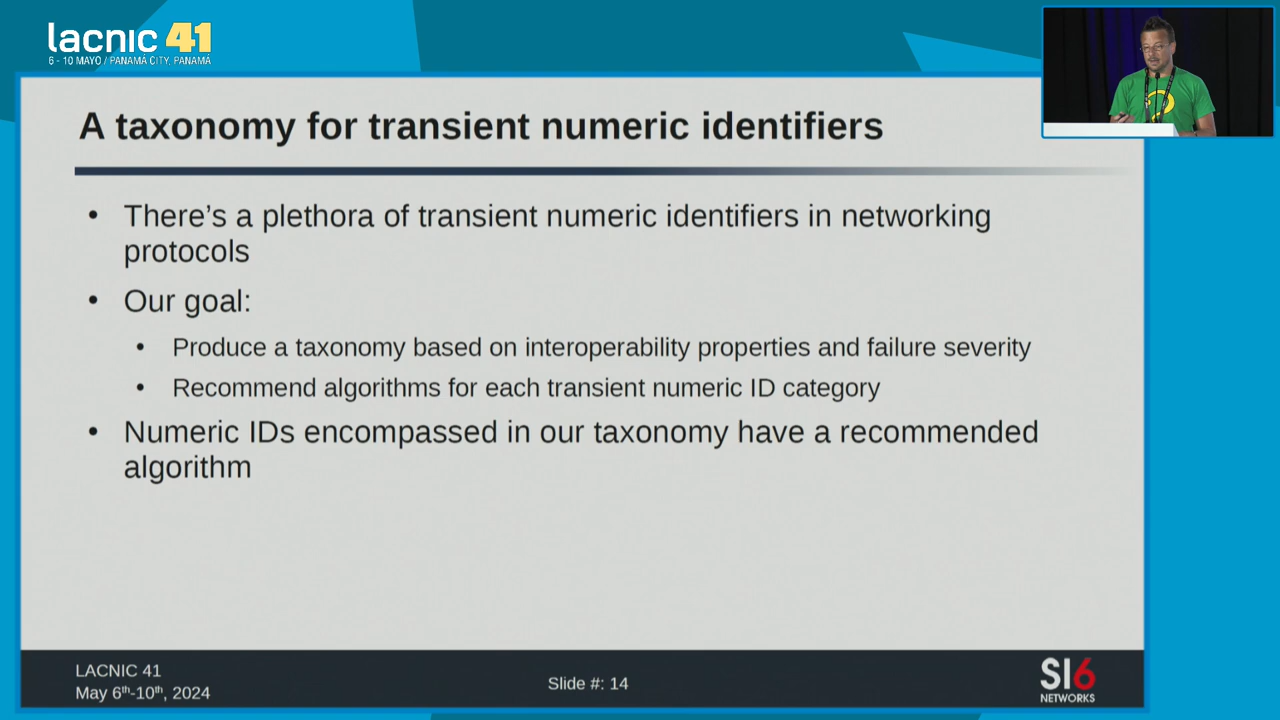 lacnic 41
6 - 10 MAYO / PANAMÁ CITY, PANAMÁ
A taxonomy for transient numeric identifiers
• There’s a plethora of transient numeric identifiers in networking
protocols
• Our goal:
• Produce a taxonomy based on interoperability properties and failure severity
• Recommend algorithms for each transient numeric ID category
• Numeric IDs encompassed in our taxonomy have a recommended
algorithm
LACNIC 41
May 6th-10th, 2024
Slide #: 14
SI6
NETWORKS